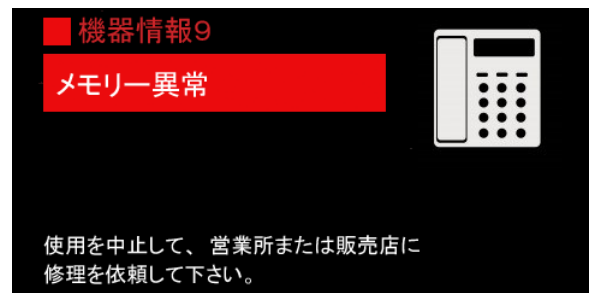 機器情報9
メモリー異常
使用を中止して、営業所または販売店に
修理を依頼して下さい。